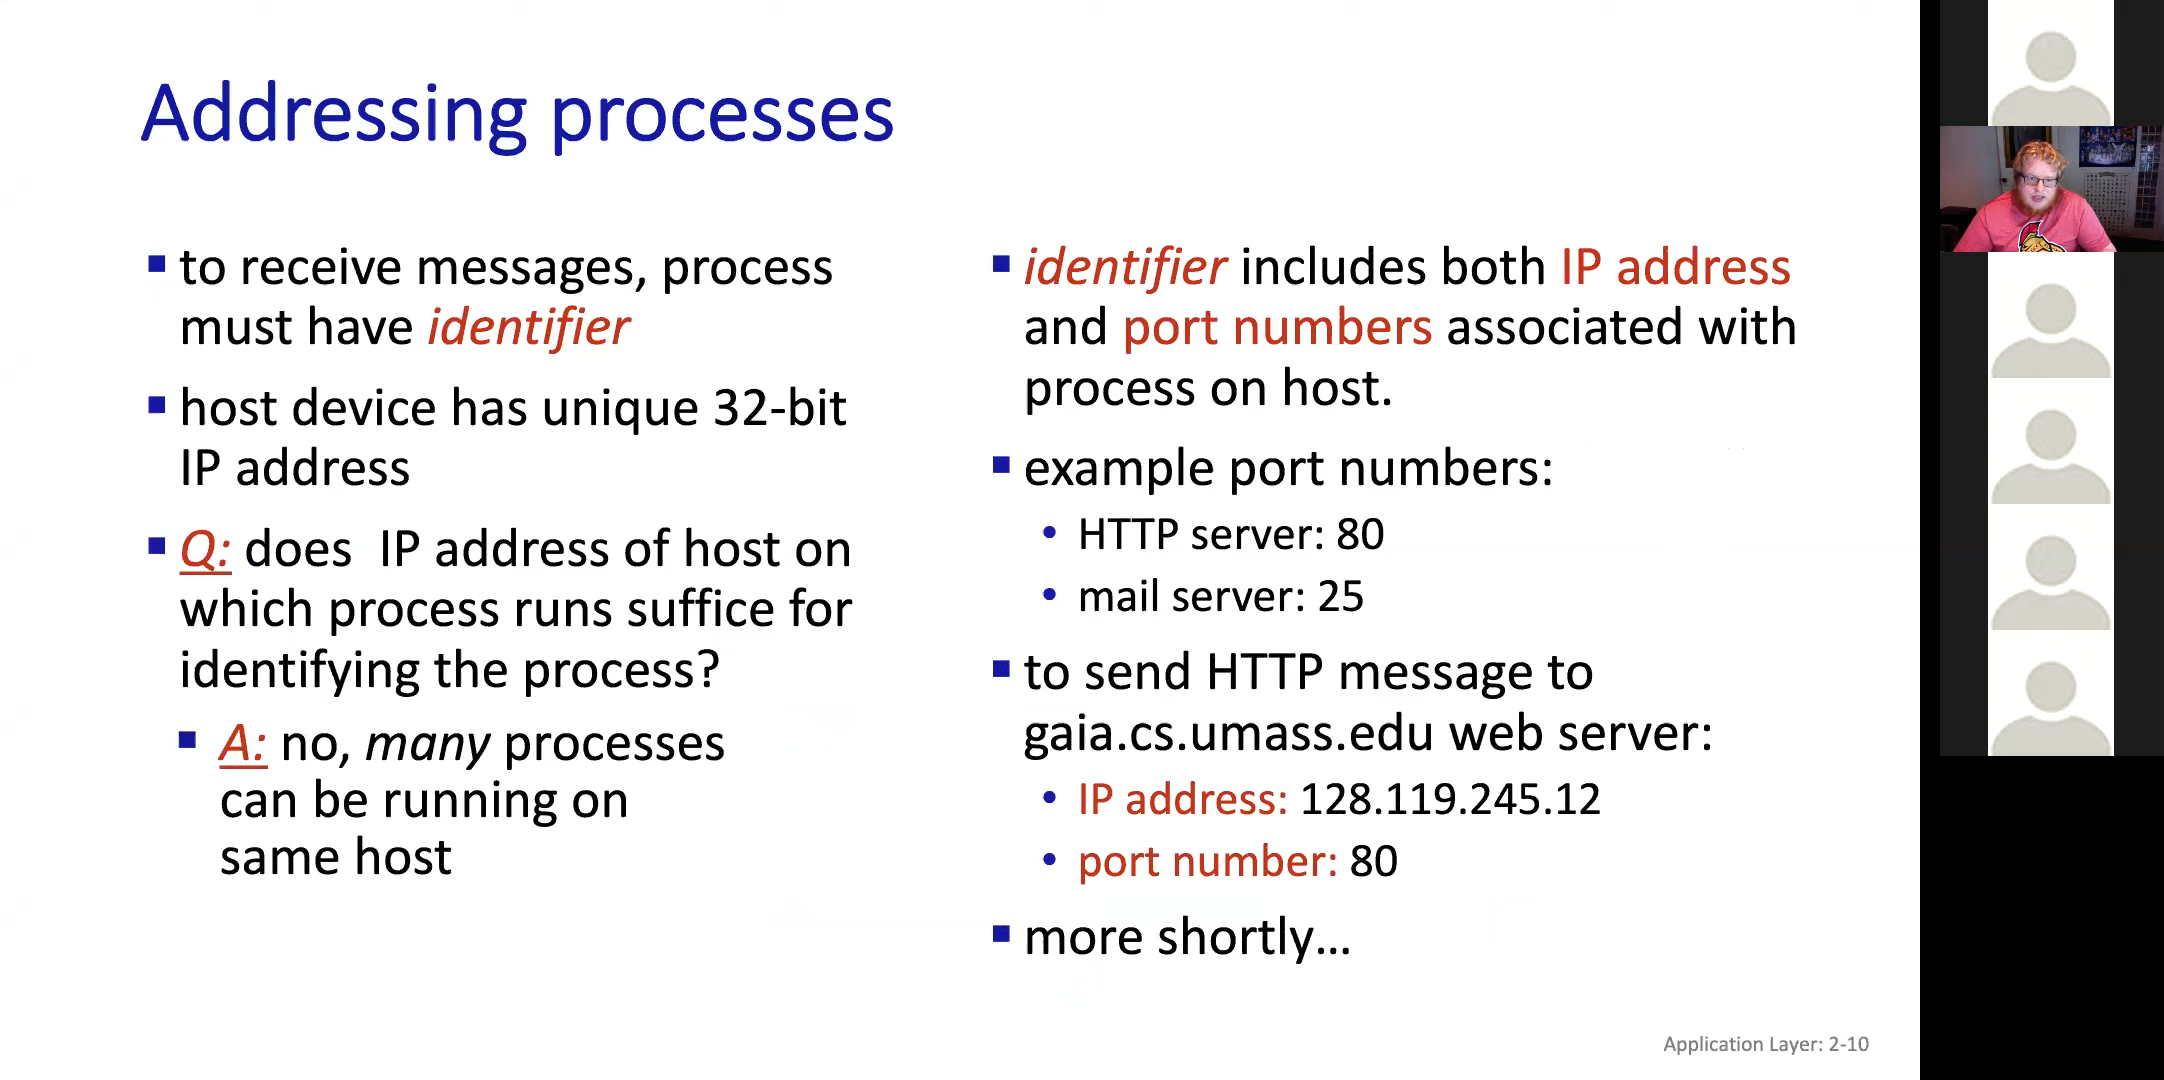 Addressing processes
to receive messages, process
must have identifier
host device has unique 32-bit
IP address
Q: does IP address of host on
which process runs suffice for
identifying the process?
A: no, many processes
can be running on
same host
identifier includes both IP address
and port numbers associated with
process on host.
example port numbers:
HTTP server: 80
mail server: 25
to send HTTP message to
gaia.cs.umass.edu web server:
IP address: 128.119.245.12
port number: 80
more shortly…
Application Layer: 2-10